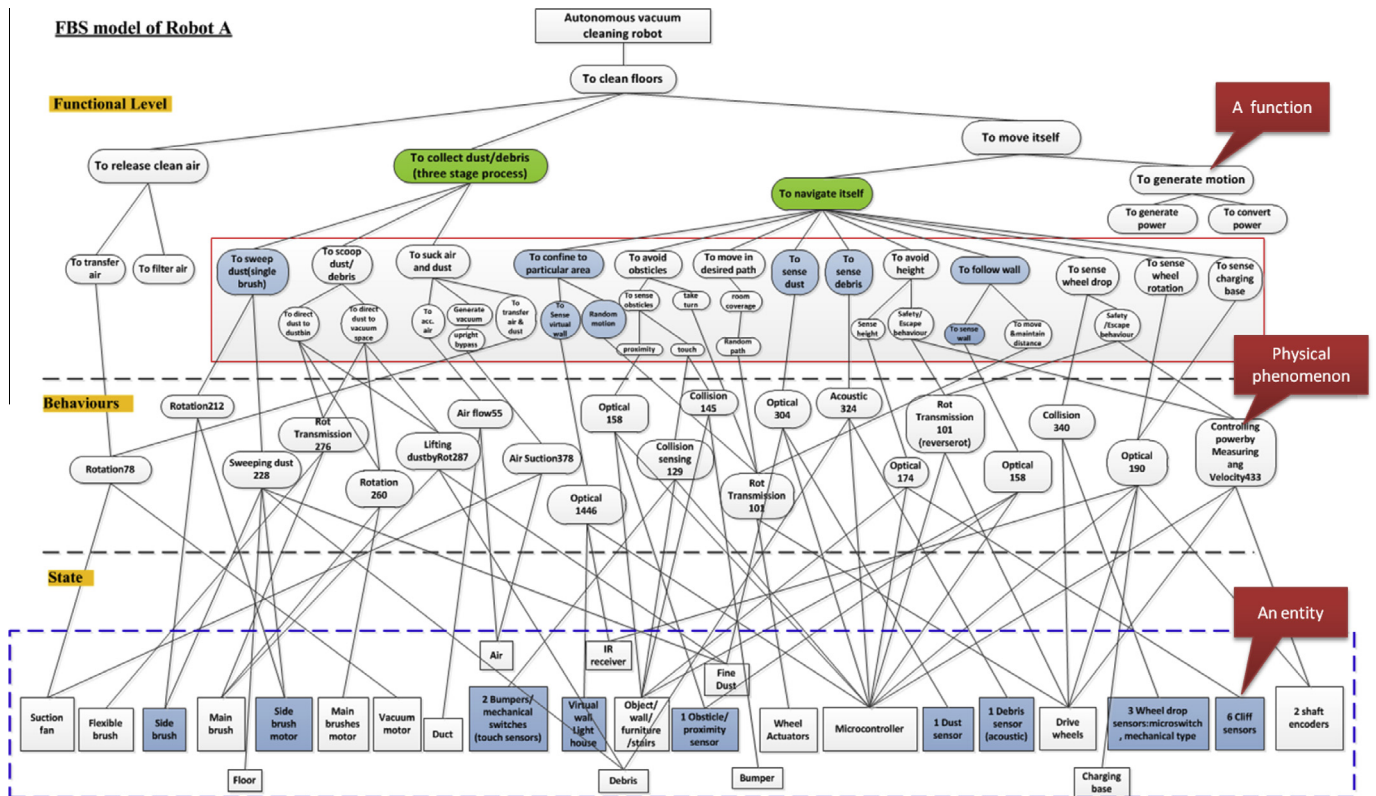 FBS model of Robot A
Autonomous vacuum
cleaning robot
To clean floors
Functional Level
A function
To release clean air
To collect dust/debris
(three stage process)
To move itself
To navigate itself
To generate motion
To generate
power
To convert
power
To transfer
air
To filter air
To sweep
dust(single
brush)
To scoop
dust/
debris
To suck air
and dust
To confine to
particular area
To avoid
obstacles
To move in
desired path
To
sense
dust
To
sense
debris
To avoid
height
To follow wall
To sense
wheel drop
To sense
wheel
rotation
To sense
charging
base
To direct
dust to
dustbin
To direct
dust to
vacuum
space
To
acc.
air
Generate
vacuum
upright
bypass
To
transfer
air &
dust
To
Sense
virtual
wall
Random
motion
To sense
obstacles
take
turn
room
coverage
proximity
touch
Random
path
Sense
height
Safety/
Escape
behaviour
To sense
wall
To move
&maintain
distance
Safety
/Escape
behaviour
Physical
phenomenon
Behaviours
Rotation212
Rot
Transmission
276
Air flow55
Optical
158
Collision
145
Optical
304
Acoustic
324
Rot
Transmission
101
(reverserot)
Collision
340
Controlling
powerby
Measuring
ang
Velocity433
Rotation78
Sweeping dust
228
Rotation
260
Lifting
dustbyRot287
Air Suction378
Optical
1446
Collision
sensing
129
Rot
Transmission
101
Optical
174
Optical
158
Optical
190
State
An entity
Air
IR
receiver
Fine
Dust
Suction
fan
Flexible
brush
Side
brush
Main
brush
Side
brush
motor
Main
brushes
motor
Vacuum
motor
Duct
2 Bumpers/
mechanical
switches
(touch sensors)
Virtual
wall
Light
house
Object/
wall/
furniture
/stairs
1 Obsticle/
proximity
sensor
Wheel
Actuators
Microcontroller
1 Dust
sensor
1 Debris
sensor
(acoustic)
Drive
wheels
3 Wheel drop
sensors:microswitch
, mechanical type
6 Cliff
sensors
2 shaft
encoders
Floor
Debris
Bumper
Charging
base